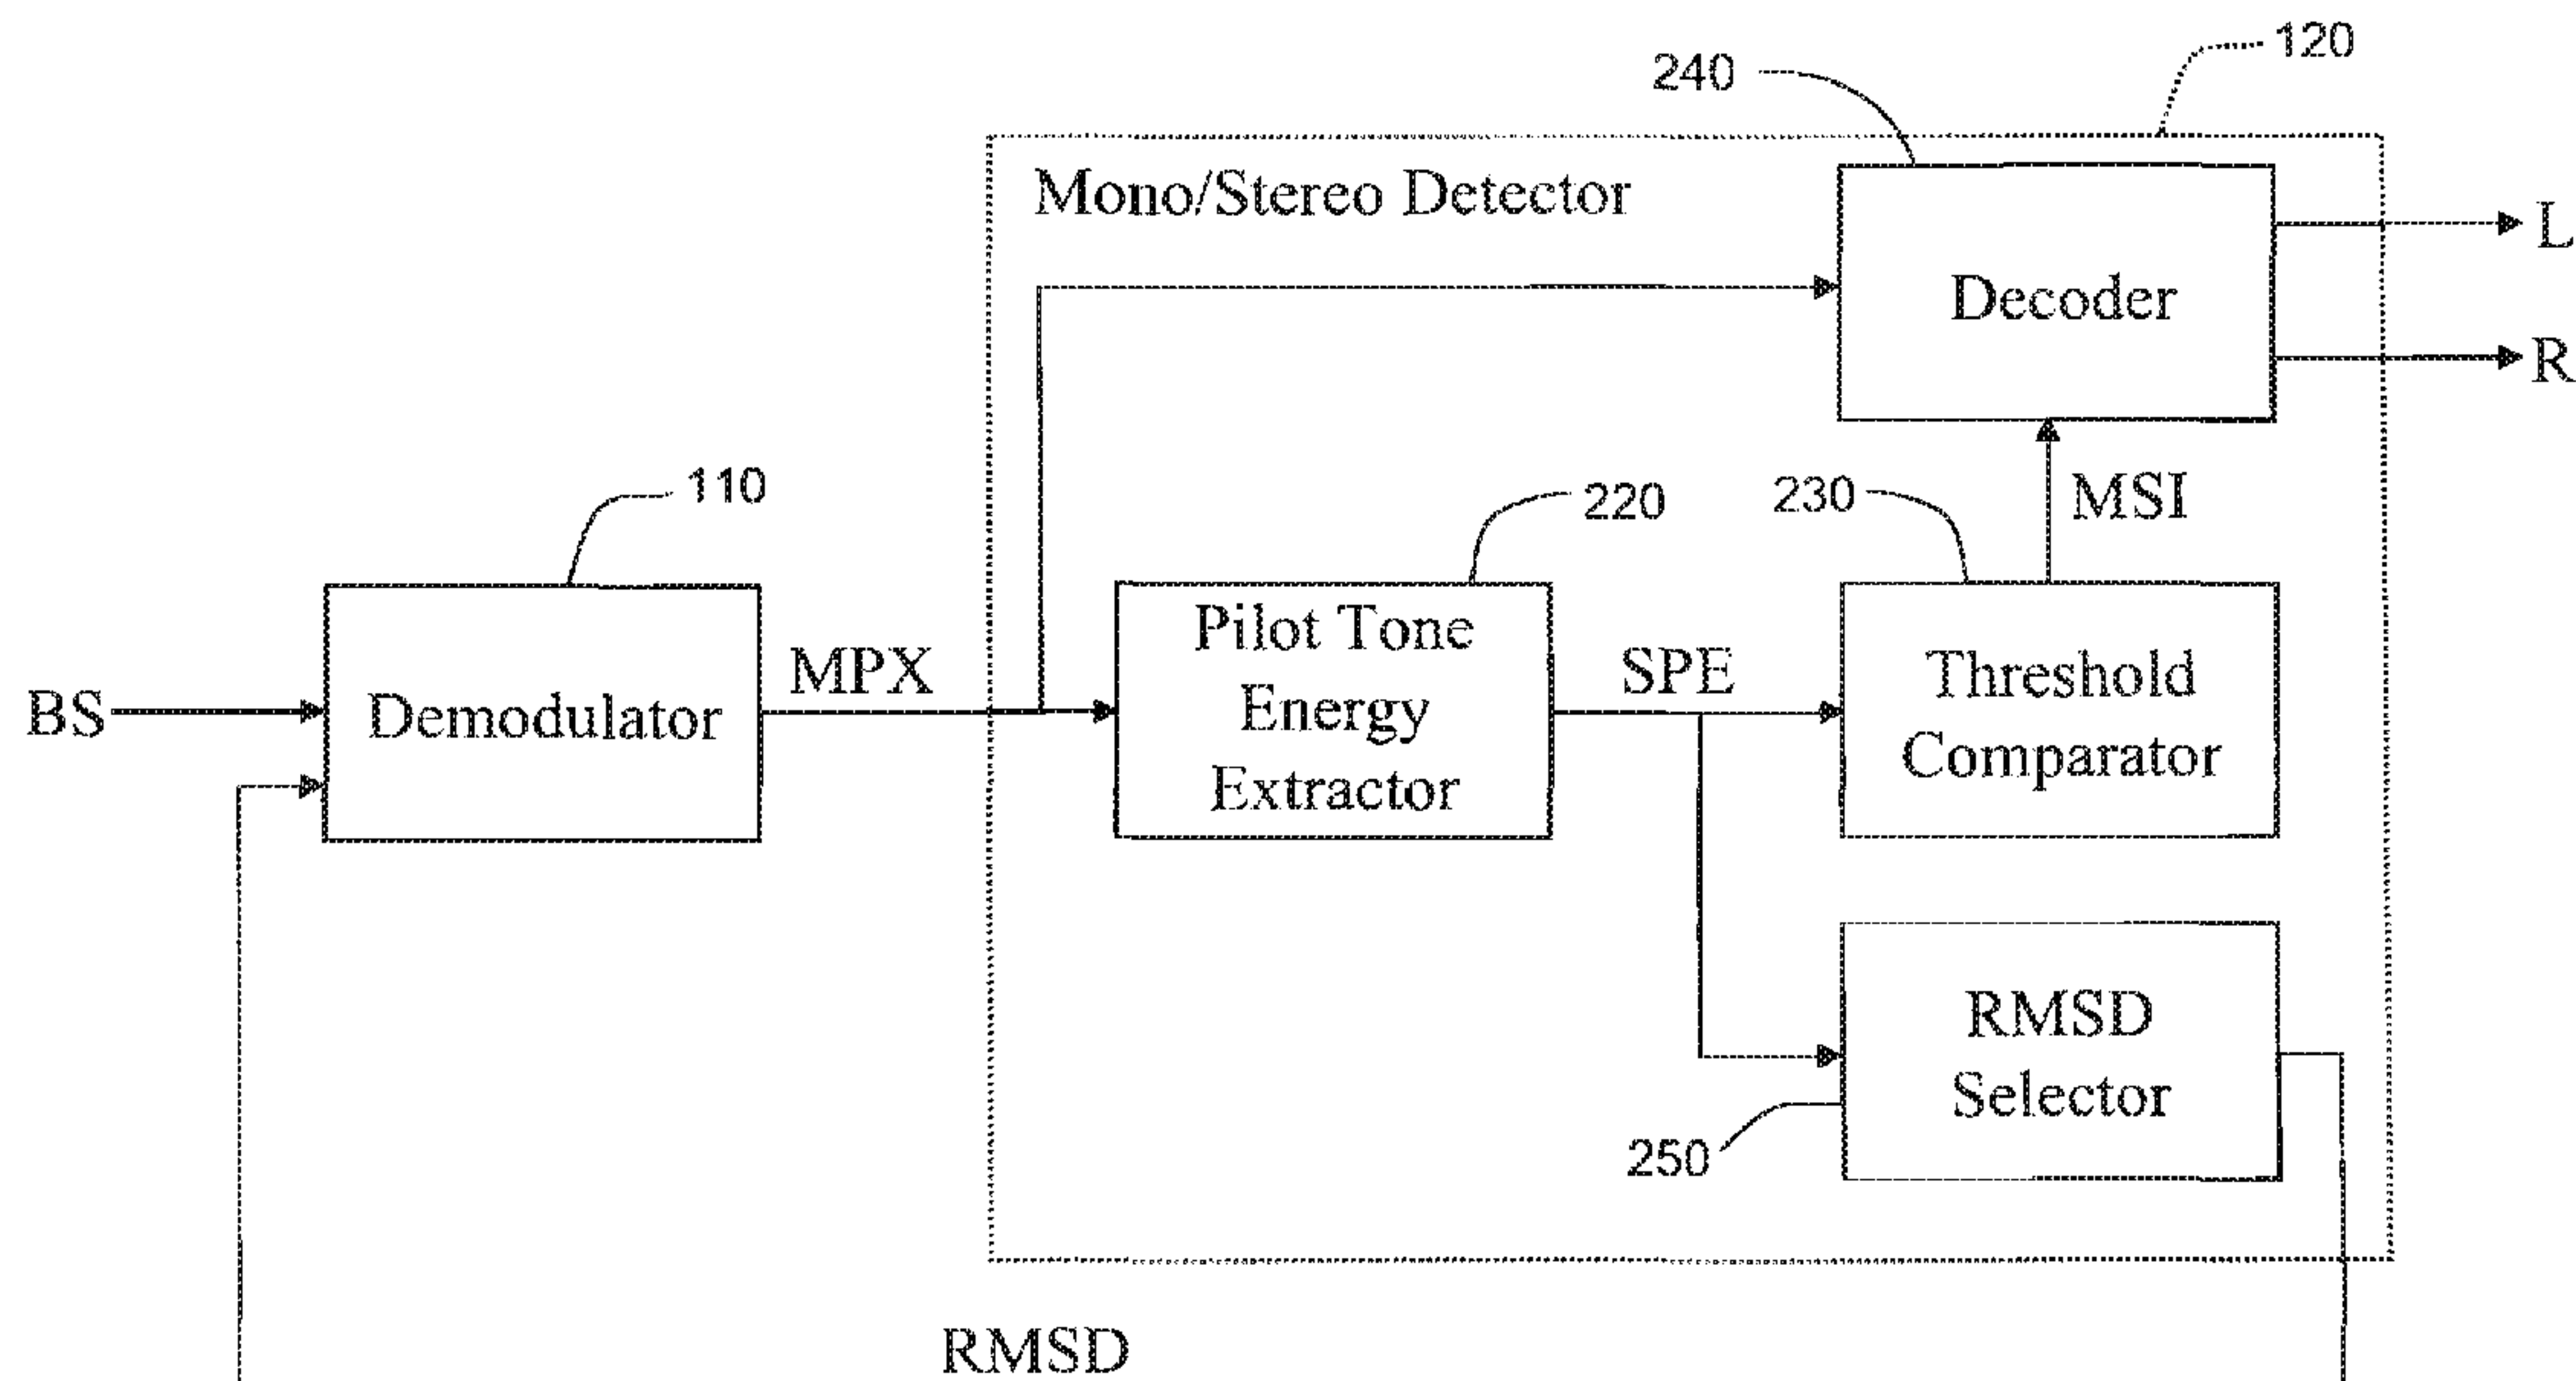 120
240
Mono/Stereo Detector
L
Decoder
R
110
220
230
MSI
BS
Demodulator
MPX
Pilot Tone
Energy
Extractor
SPE
Threshold
Comparator
RMSD
Selector
250
RMSD